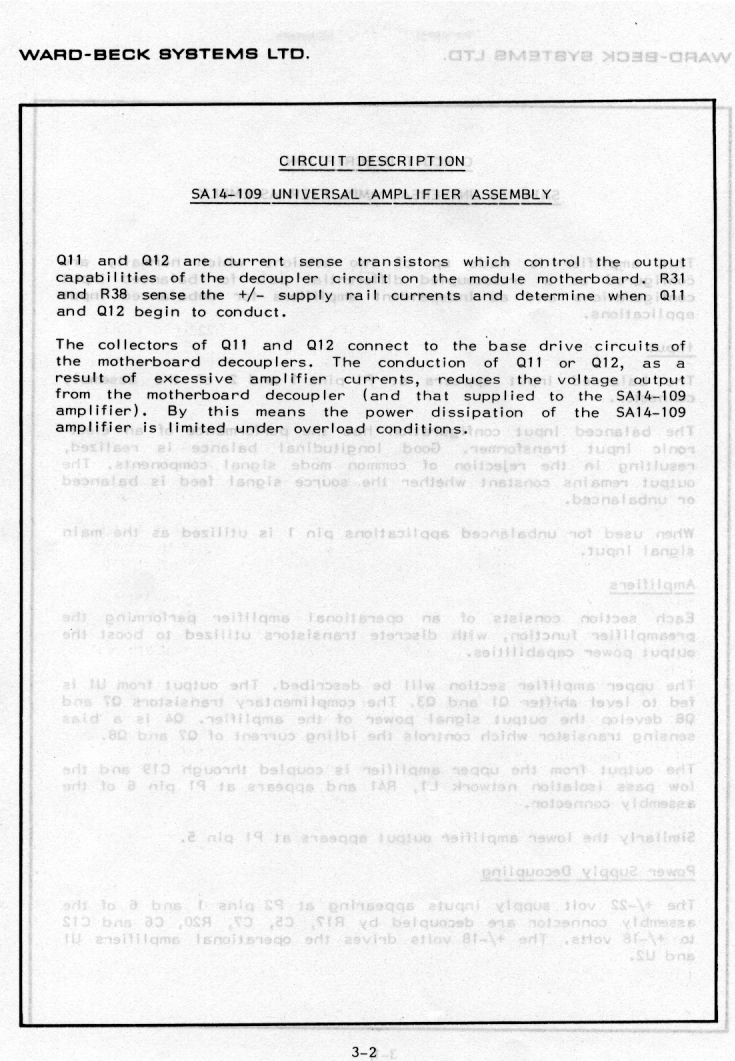 WARD-BECK SYSTEMS LTD.
CIRCUIT DESCRIPTION
SA14-109 UNIVERSAL AMPLIFIER ASSEMBLY
Q11 and Q12 are current sense transistors which control the output
capabilities of the decoupler circuit on the module motherboard. R31
and R38 sense the +/- supply rail currents and determine when Q11
and Q12 begin to conduct.
The collectors of Q11 and Q12 connect to the base drive circuits of
the motherboard decouplers. The conduction of Q11 or Q12, as a
result of excessive amplifier currents, reduces the voltage output
from the motherboard decoupler (and that supplied to the SA14-109
amplifier). By this means the power dissipation of the SA14-109
amplifier is limited under overload conditions.
3-2